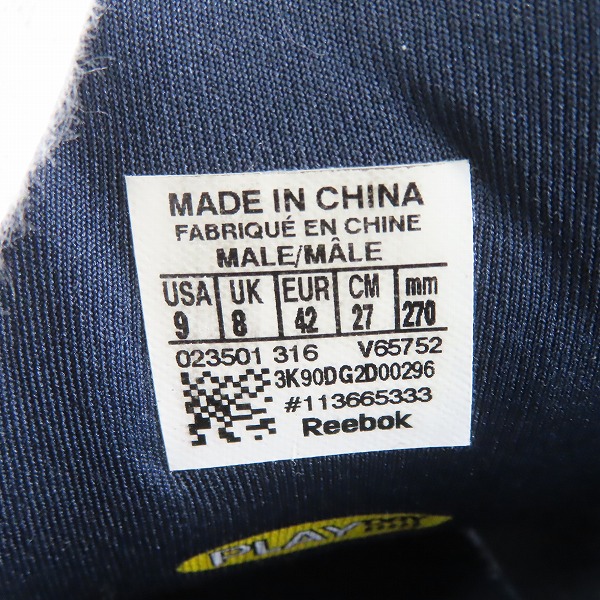 MADE IN CHINA
FABRIQUÉ EN CHINE
MALE/MÂLE
USA UK EUR CM mm
9 8 42 27 270
023501 316 V65752
3K90DG2D00296
#113665333
Reebok
PLAY